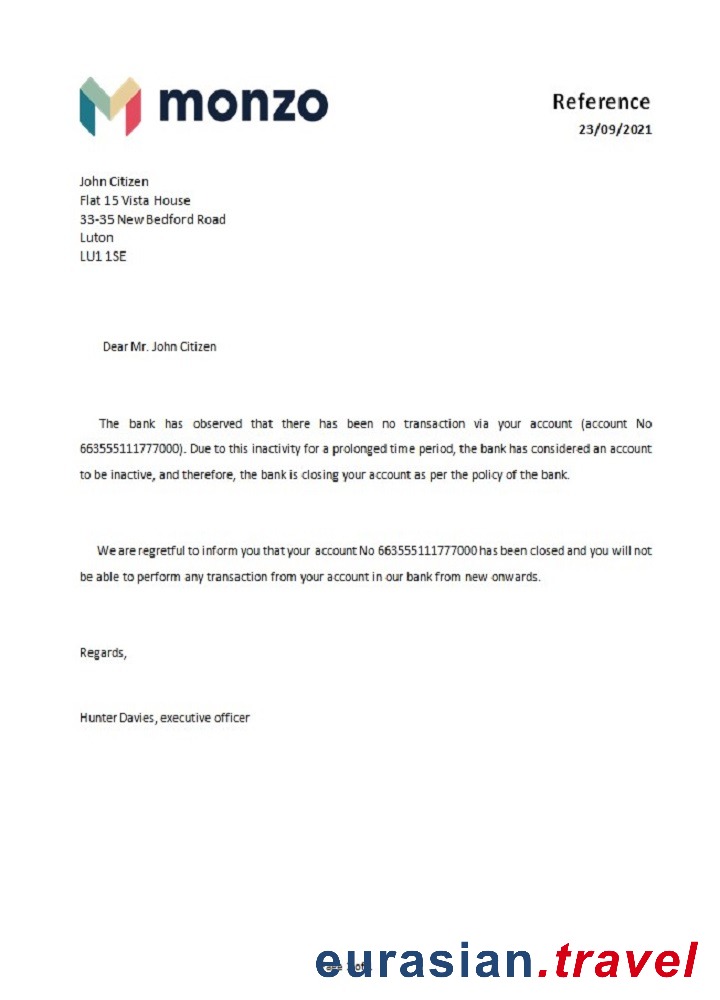 monzo
Reference
23/09/2021
John Citizen
Flat 15 Vista House
33-35 New Bedford Road
Luton
LU1 1SE
Dear Mr. John Citizen
The bank has observed that there has been no transaction via your account (account No
663555111777000). Due to this inactivity for a prolonged time period, the bank has considered an account
to be inactive, and therefore, the bank is closing your account as per the policy of the bank.
We are regretful to inform you that your account No 663555111777000 has been closed and you will not
be able to perform any transaction from your account in our bank from new onwards.
Regards,
Hunter Davies, executive officer
eurasian.travel